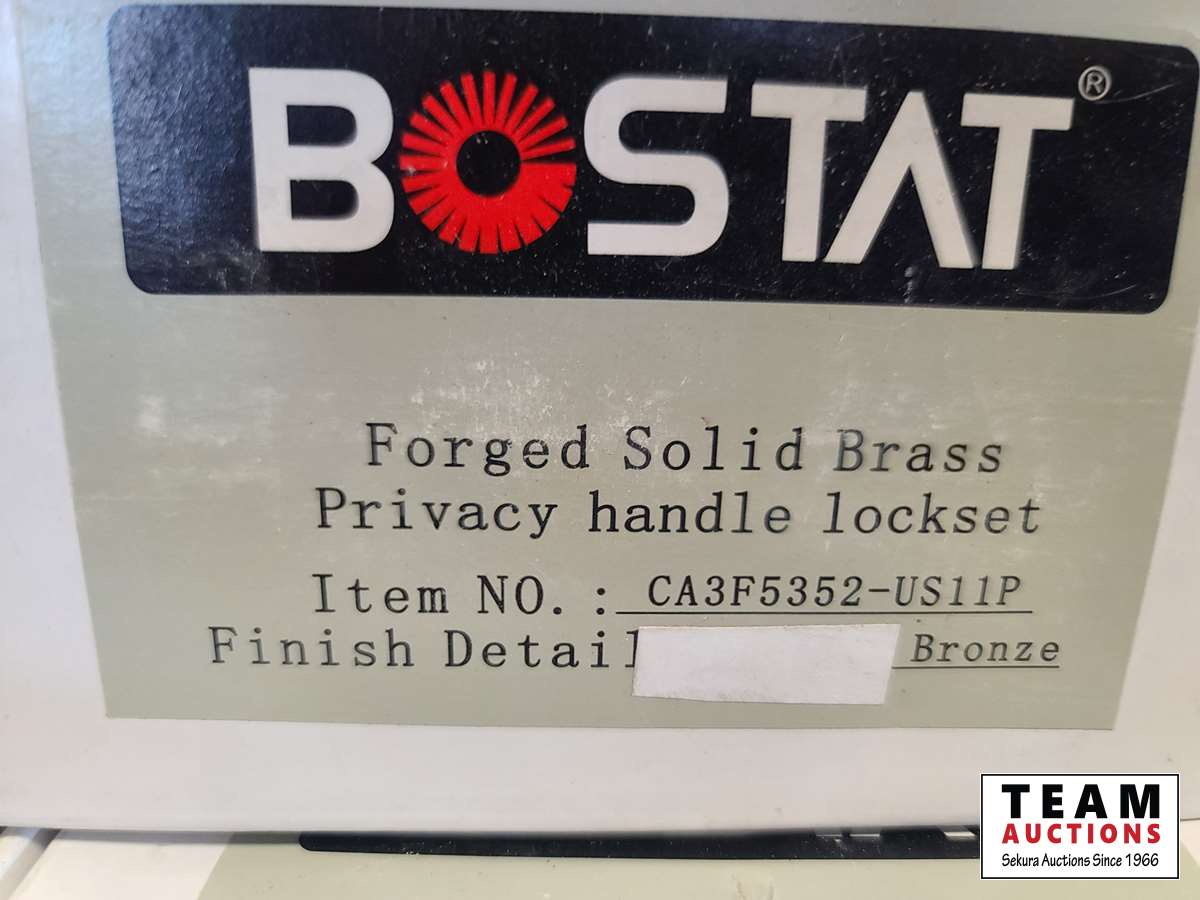 BOSTAT®
Forged Solid Brass
Privacy handle lockset
Item NO.: CA3F5352-US11P
Finish Detail Bronze
TEAM
AUCTIONS
Sekura Auctions Since 1966